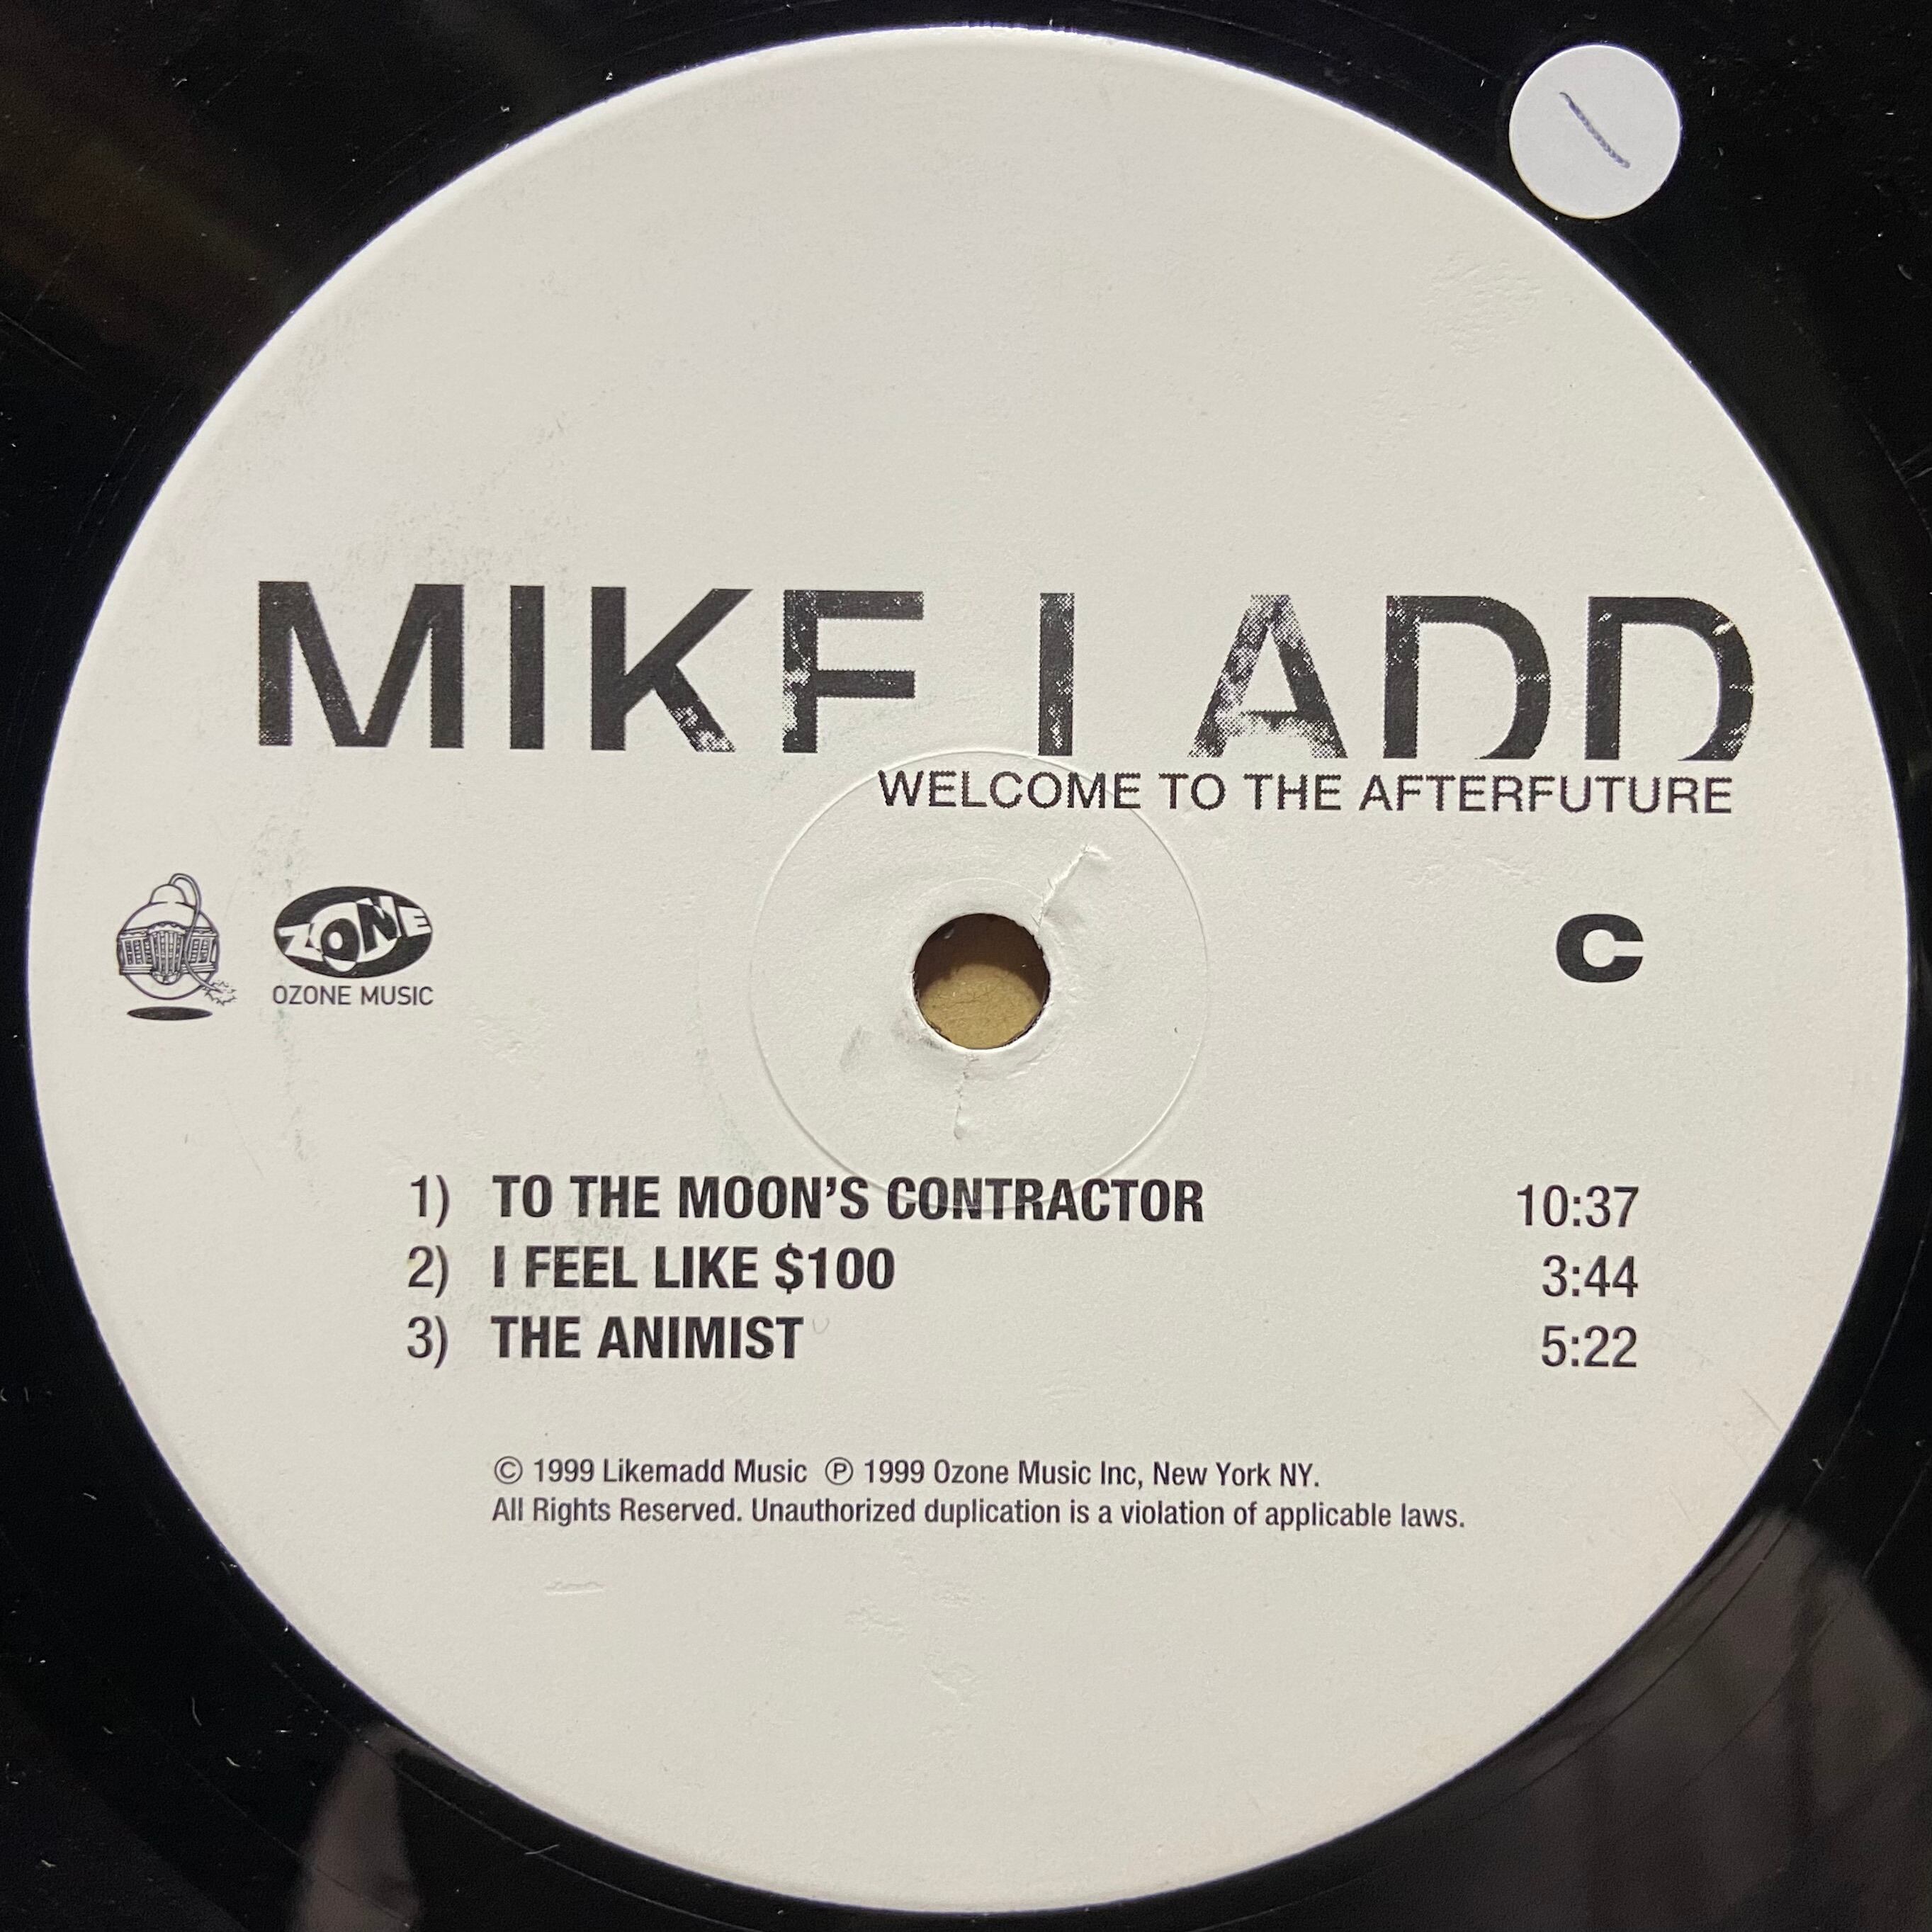 MIKE LADD
WELCOME TO THE AFTERFUTURE
OZONE
OZONE MUSIC
C
1) TO THE MOON'S CONTRACTOR 10:37
2) I FEEL LIKE $100 3:44
3) THE ANIMIST 5:22
© 1999 Likemadd Music ℗ 1999 Ozone Music Inc, New York NY.
All Rights Reserved. Unauthorized duplication is a violation of applicable laws.